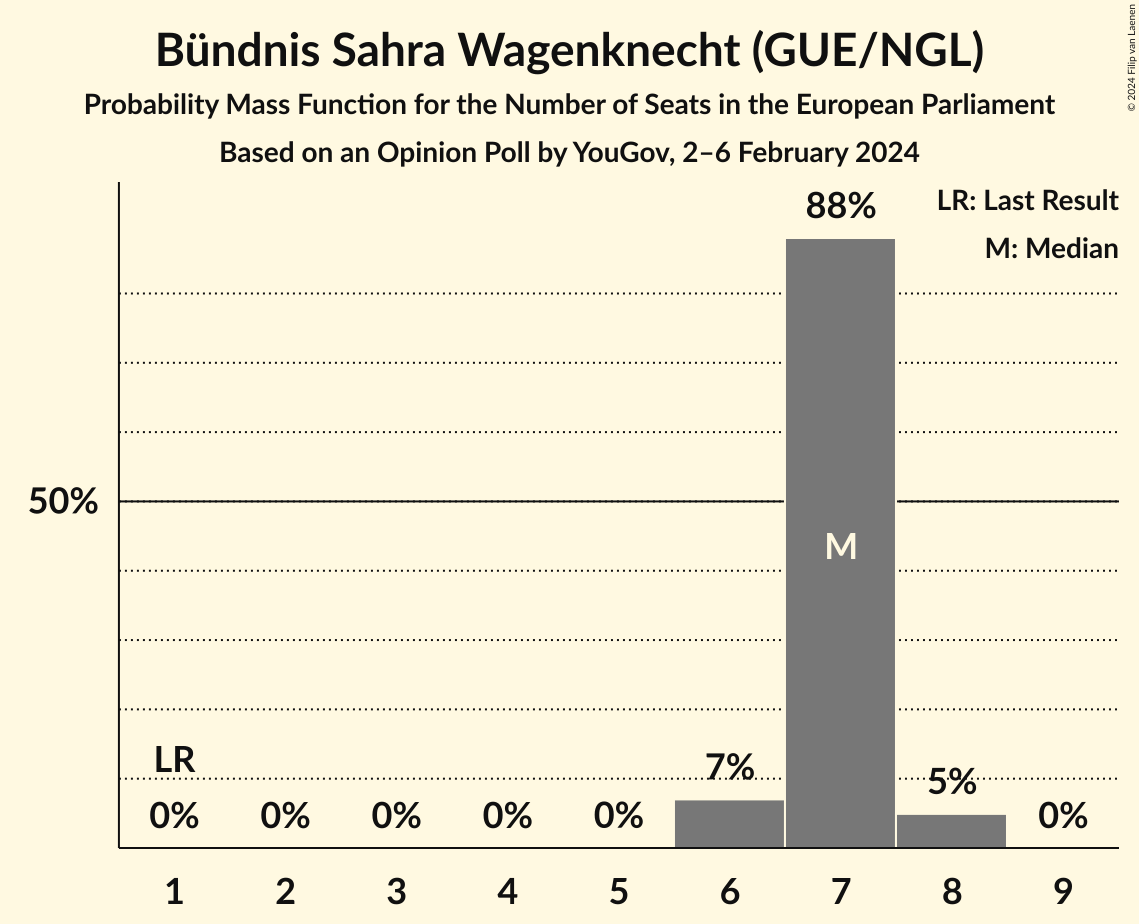 Bündnis Sahra Wagenknecht (GUE/NGL)
Probability Mass Function for the Number of Seats in the European Parliament
Based on an Opinion Poll by YouGov, 2–6 February 2024
© 2024 Filip van Laenen
LR: Last Result
M: Median
88%
50%
M
LR
7%
5%
0%
0%
0%
0%
0%
0%
1
2
3
4
5
6
7
8
9